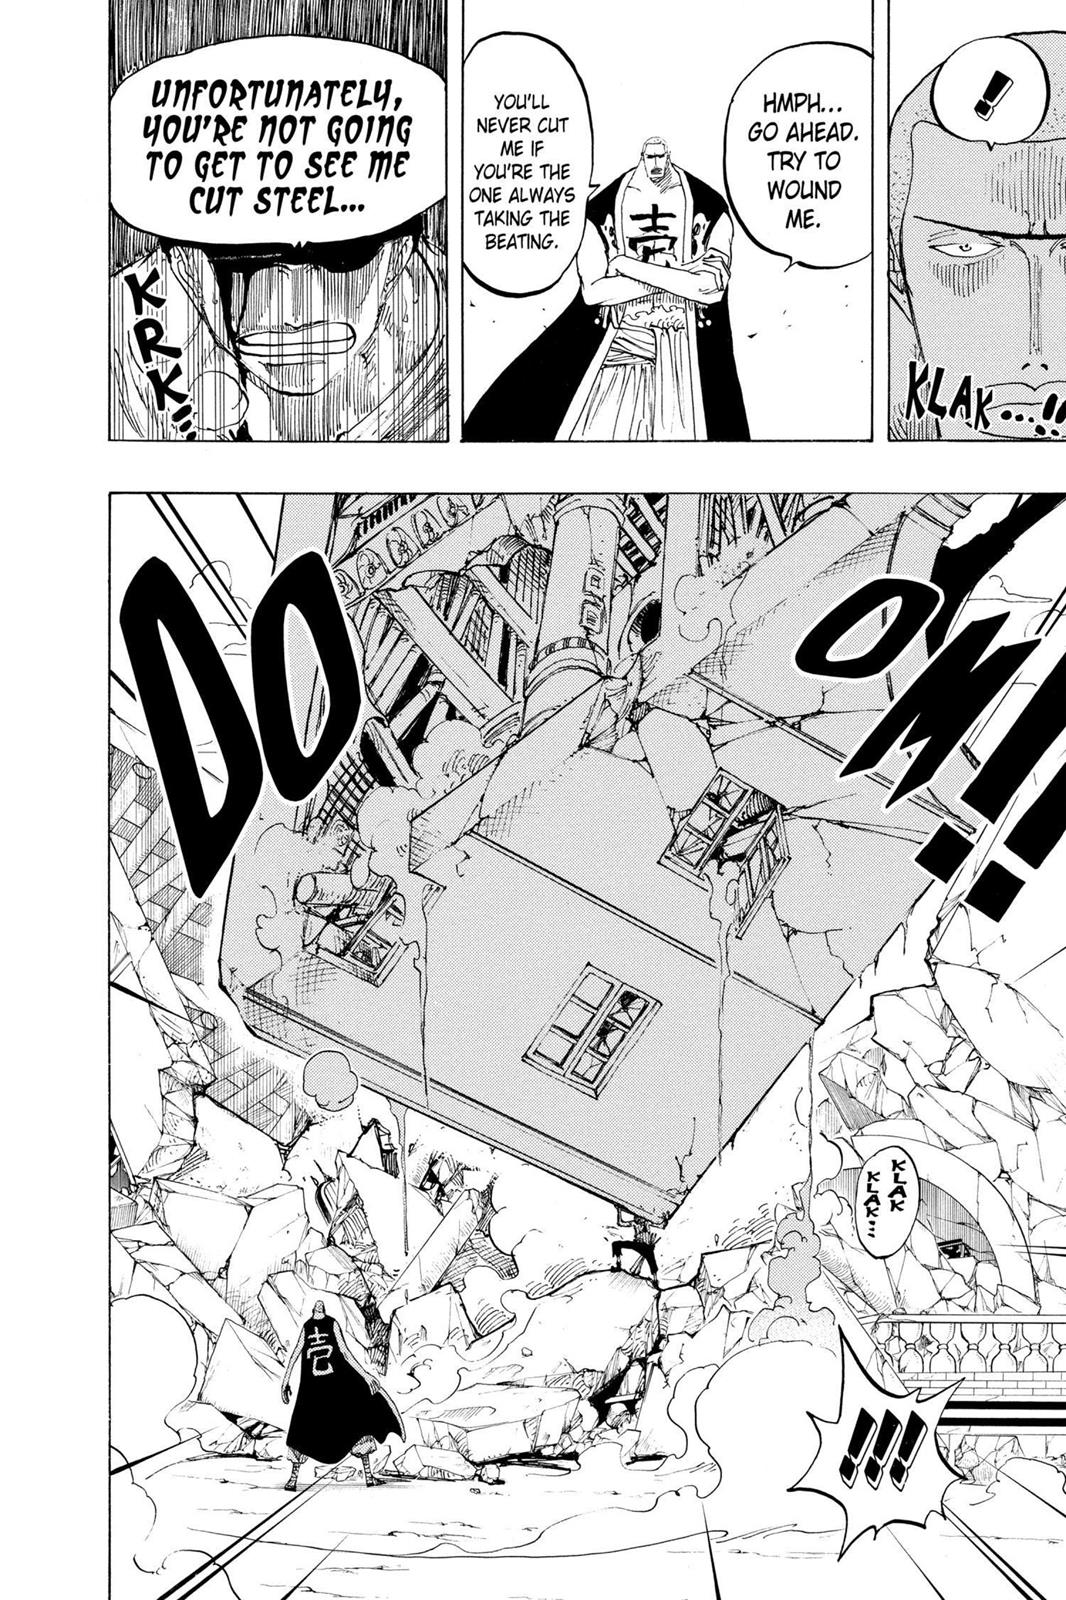 !
KLAK...!!
HMPH...
GO AHEAD.
TRY TO
WOUND
ME.
YOU'LL
NEVER CUT
ME IF
YOU'RE THE
ONE ALWAYS
TAKING THE
BEATING.
壱
UNFORTUNATELY,
YOU'RE NOT GOING
TO GET TO SEE ME
CUT STEEL...
KRK...
DOOM!!
KLAK
KLAK...
壱
!!!